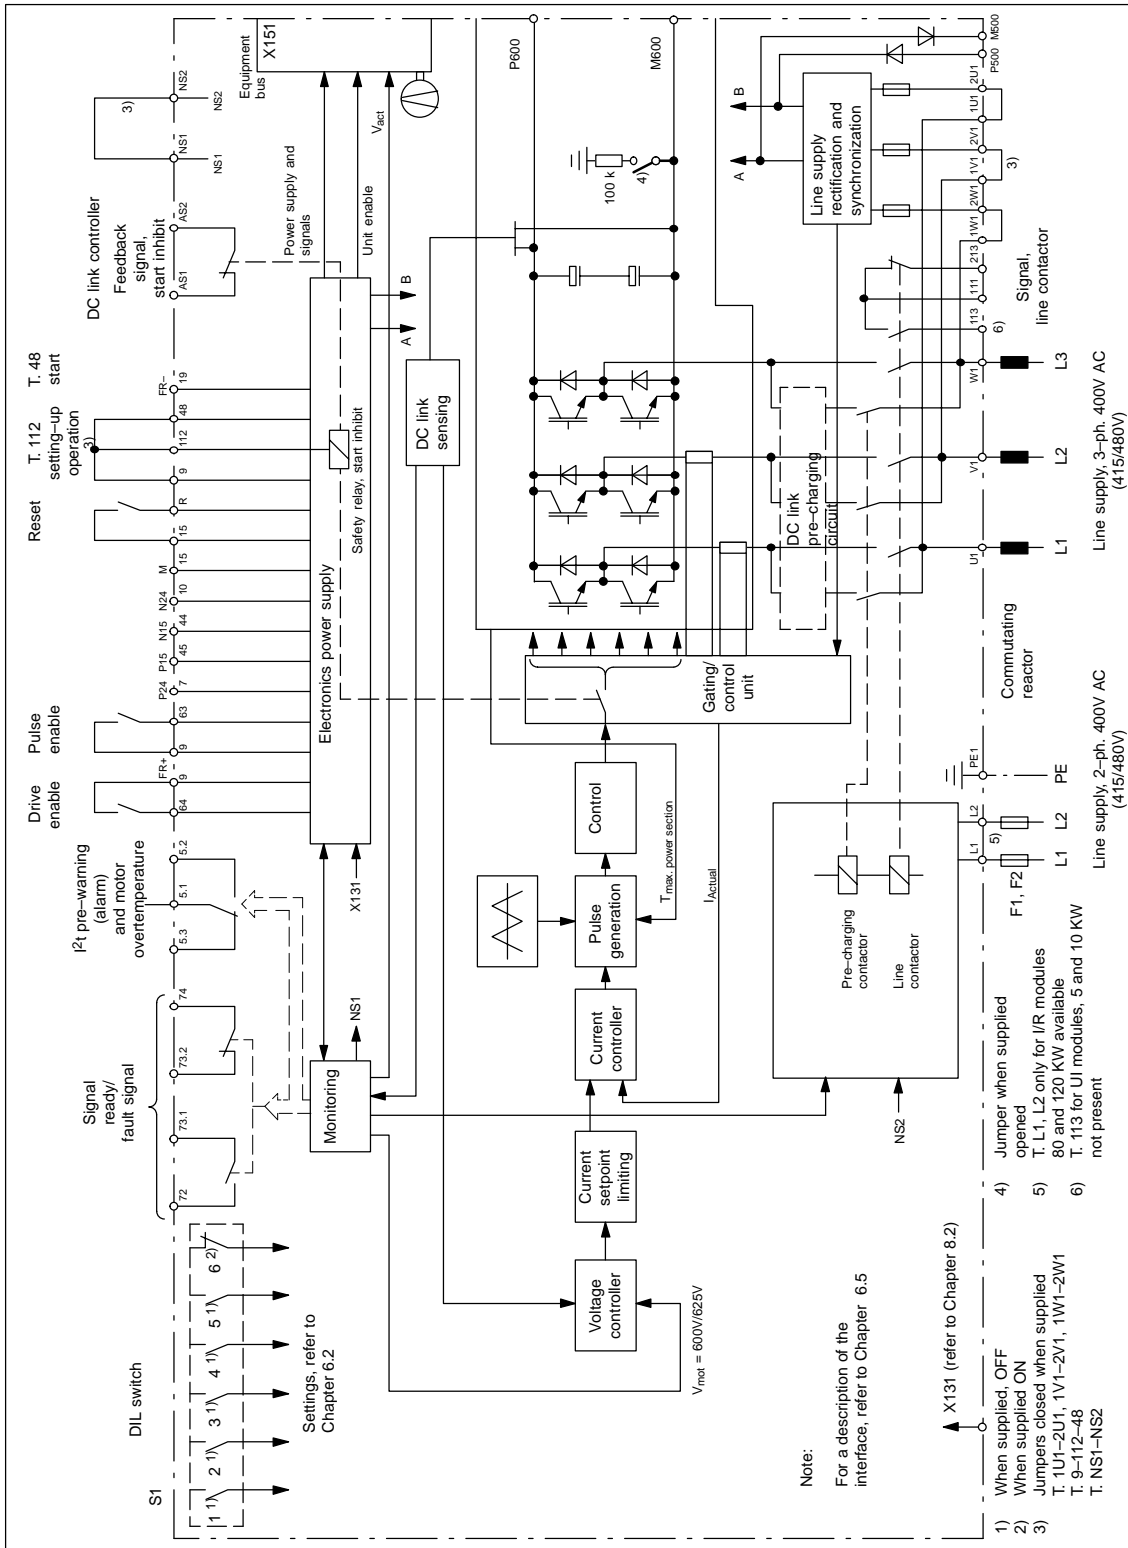 S1
DIL switch
1 1)
2 1)
3 1)
4 1)
5 1)
6 2)
Settings, refer to
Chapter 6.2
Signal
ready/
fault signal
72
73.1
73.2
74
I²t pre–warning
(alarm)
and motor
overtemperature
5.3
5.1
5.2
Drive
enable
64
FR+
9
Pulse
enable
9
63
P24
7
P15
45
N15
44
N24
10
M
15
Reset
15
R
T. 112
setting–up
operation
3)
9
112
48
T. 48
start
FR–
19
DC link controller
Feedback
signal,
start inhibit
AS1
AS2
3)
NS1
NS2
NS1
NS2
Equipment
bus
X151
Monitoring
NS1
X131
Electronics power supply
Safety relay, start inhibit
Power supply and
signals
Unit enable
Vact
A
B
DC link
sensing
P600
M600
100 k
4)
Voltage
controller
Current
setpoint
limiting
Current
controller
Pulse
generation
Control
Gating/
control
unit
Vmot = 600V/625V
Tmax. power section
IActual
DC link
pre–charging
circuit
A
B
Line supply
rectification and
synchronization
Pre–charging
contactor
Line
contactor
NS2
Note:
For a description of the
interface, refer to Chapter 6.5
X131 (refer to Chapter 8.2)
L1
L2
5)
PE1
U1
V1
W1
113
6)
111
213
1W1
2W1
1V1
2V1
1U1
2U1
3)
P500
M500
F1, F2
L1
L2
PE
Line supply, 2–ph. 400V AC
(415/480V)
Commutating
reactor
L1
L2
L3
Line supply, 3–ph. 400V AC
(415/480V)
Signal,
line contactor
1) When supplied, OFF
2) When supplied ON
3) Jumpers closed when supplied
T. 1U1–2U1, 1V1–2V1, 1W1–2W1
T. 9–112–48
T. NS1–NS2
4) Jumper when supplied
opened
5) T. L1, L2 only for I/R modules
80 and 120 KW available
6) T. 113 for UI modules, 5 and 10 KW
not present